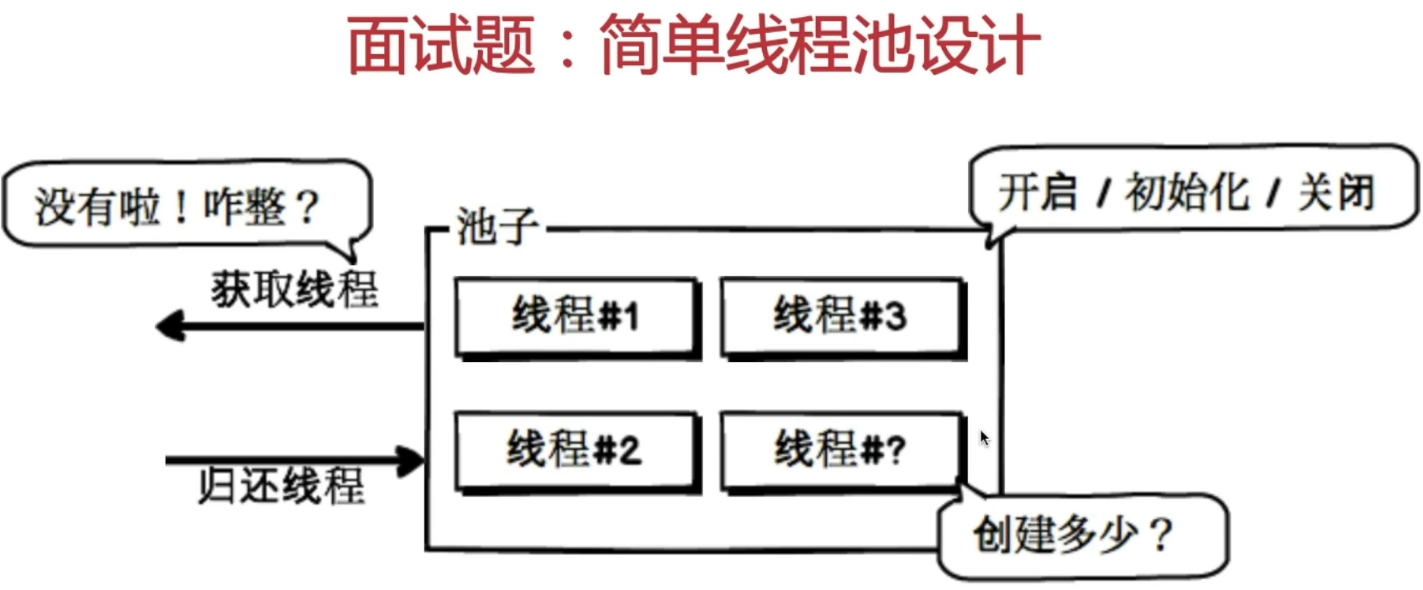 面试题：简单线程池设计
没有啦！咋整？
开启 / 初始化 / 关闭
池子
获取线程
线程#1
线程#3
线程#2
线程#?
归还线程
创建多少？